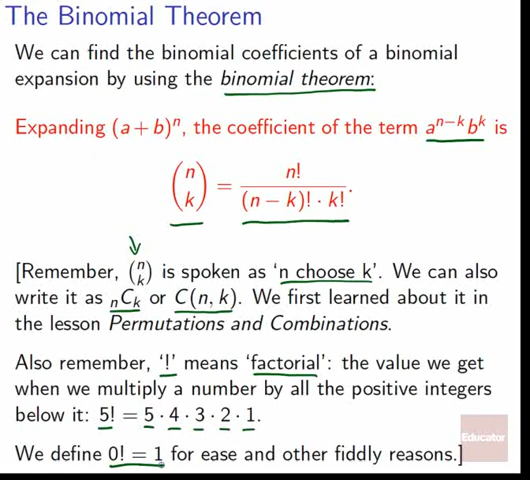 The Binomial Theorem
We can find the binomial coefficients of a binomial
expansion by using the binomial theorem:
Expanding (a + b)ⁿ, the coefficient of the term aⁿ⁻ᵏbᵏ is
(n k) = n! / (n − k)! · k! .
[Remember, (n k) is spoken as ‘n choose k’. We can also
write it as ₙCₖ or C(n, k). We first learned about it in
the lesson Permutations and Combinations.
Also remember, ‘!’ means ‘factorial’: the value we get
when we multiply a number by all the positive integers
below it: 5! = 5 · 4 · 3 · 2 · 1.
We define 0! = 1 for ease and other fiddly reasons.]
Educator